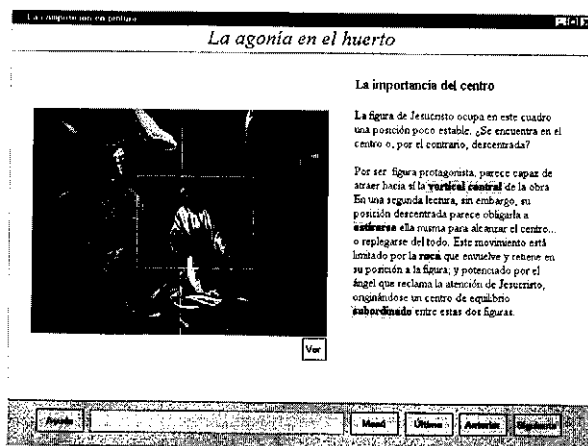 La composición en pintura
La agonía en el huerto
La importancia del centro
La figura de Jesucristo ocupa en este cuadro
una posición poco estable. ¿Se encuentra en el
centro o, por el contrario, descentrada?
Por ser figura protagonista, parece capaz de
atraer hacia sí la vertical central de la obra
En una segunda lectura, sin embargo, su
posición descentrada parece obligarla a
estirarse ella misma para alcanzar el centro...
o replegarse del todo. Este movimiento está
limitado por la roca que envuelve y retiene en
su posición a la figura; y potenciado por el
ángel que reclama la atención de Jesucristo,
originándose un centro de equilibrio
subordinado entre estas dos figuras.
Ver
Ayuda
Menú
Último
Anterior
Siguiente